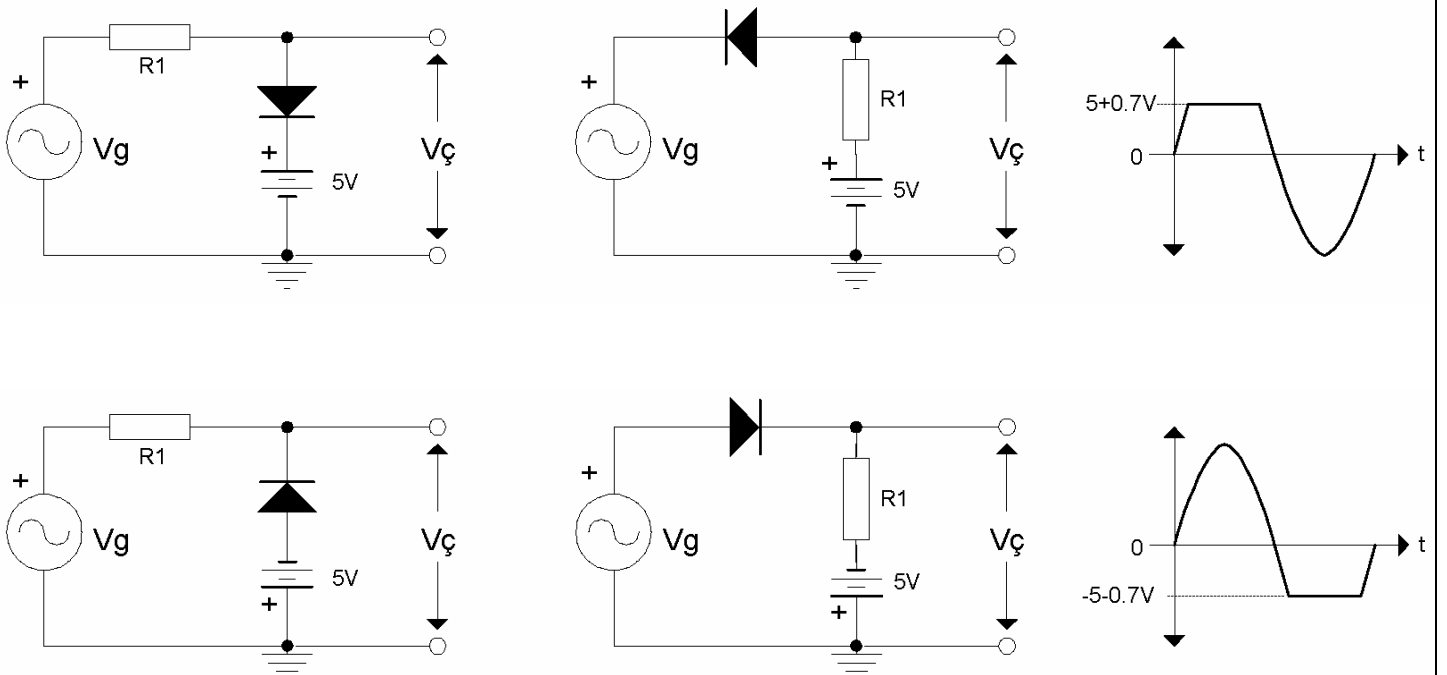 R1
+
Vg
+
5V
Vç
+
Vg
R1
+
5V
Vç
5+0.7V
0
t
R1
+
Vg
5V
+
Vç
+
Vg
R1
5V
+
Vç
0
t
-5-0.7V